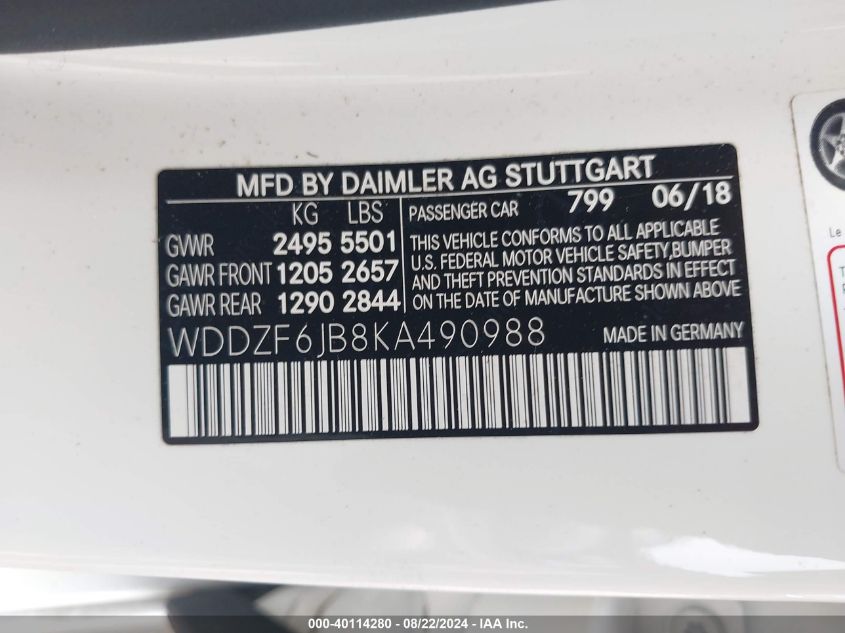 MFD BY DAIMLER AG STUTTGART
KG LBS
GVWR 2495 5501
GAWR FRONT 1205 2657
GAWR REAR 1290 2844
PASSENGER CAR 799 06/18
THIS VEHICLE CONFORMS TO ALL APPLICABLE
U.S. FEDERAL MOTOR VEHICLE SAFETY,BUMPER
AND THEFT PREVENTION STANDARDS IN EFFECT
ON THE DATE OF MANUFACTURE SHOWN ABOVE
WDDZF6JB8KA490988 MADE IN GERMANY
Le
000-40114280 - 08/22/2024 - IAA Inc.